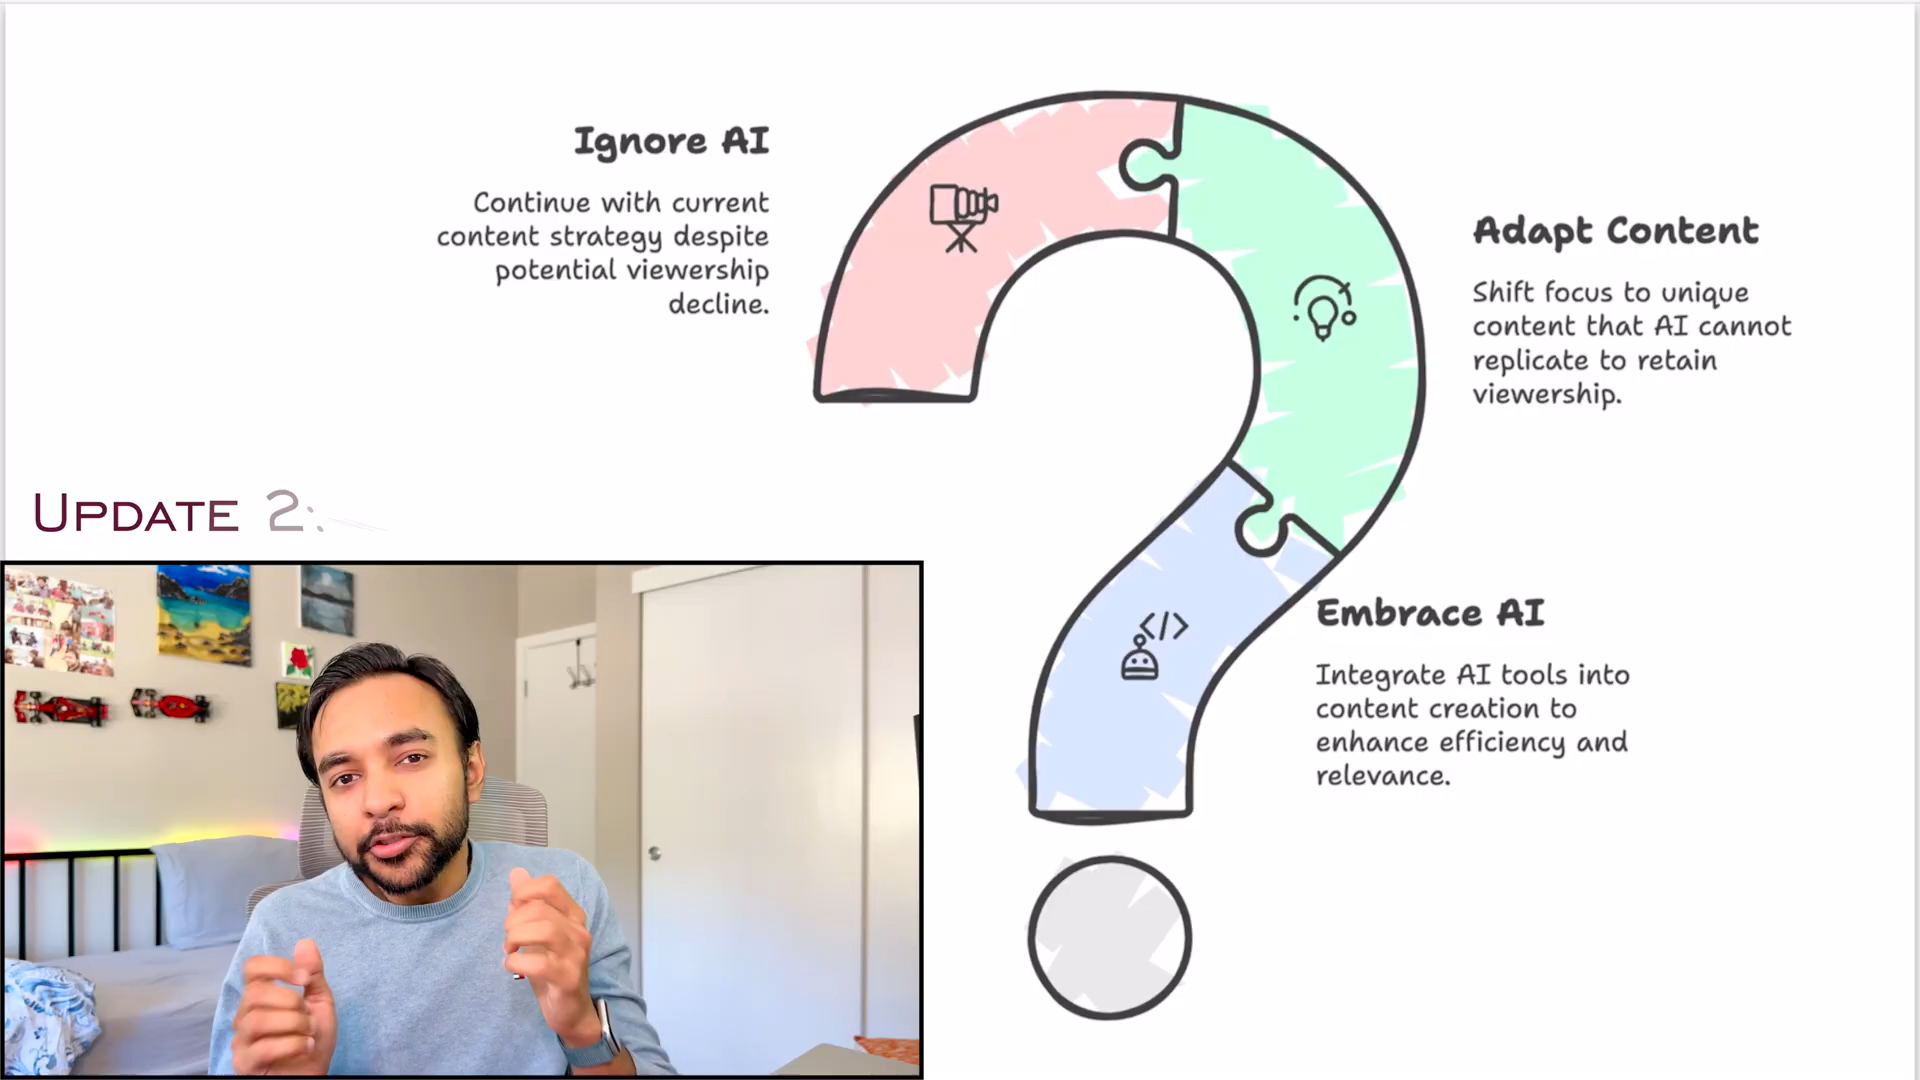 Ignore AI
Continue with current
content strategy despite
potential viewership
decline.
Adapt Content
Shift focus to unique
content that AI cannot
replicate to retain
viewership.
UPDATE 2:
Embrace AI
Integrate AI tools into
content creation to
enhance efficiency and
relevance.